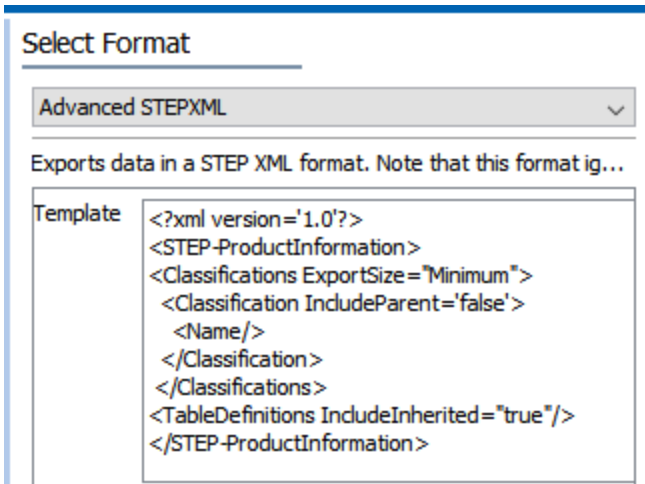 Select Format
Advanced STEPXML
Exports data in a STEP XML format. Note that this format ig...
Template
<?xml version='1.0'?>
<STEP-ProductInformation>
<Classifications ExportSize="Minimum">
<Classification IncludeParent='false'>
<Name/>
</Classification>
</Classifications>
<TableDefinitions IncludeInherited="true"/>
</STEP-ProductInformation>